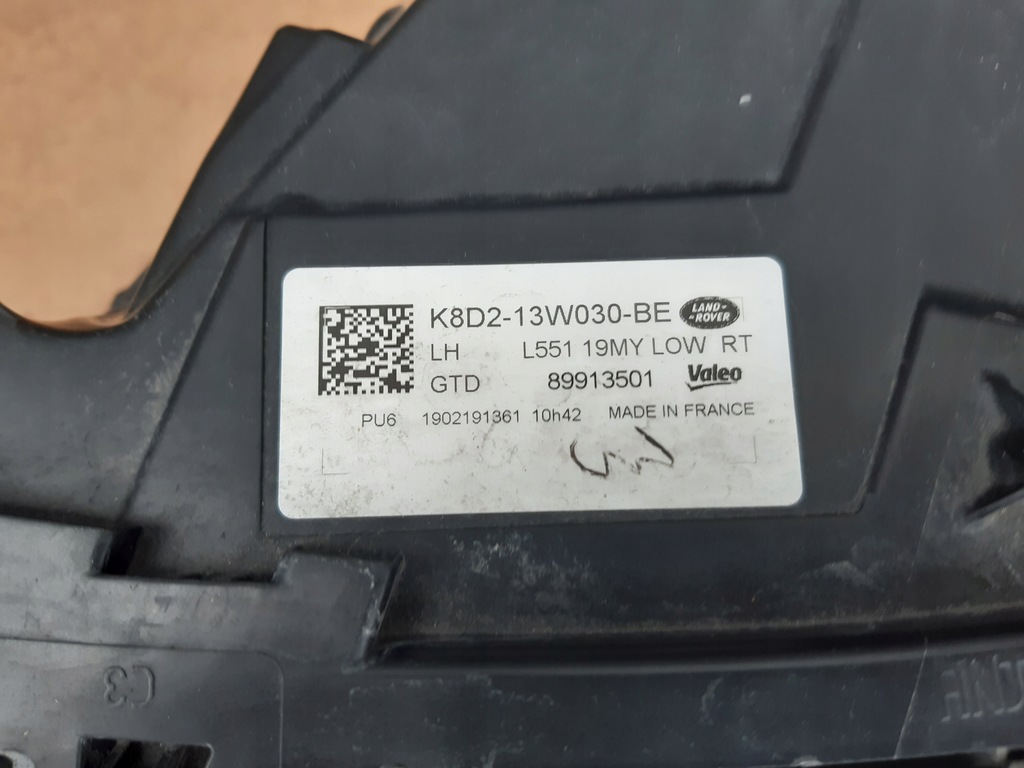 K8D2-13W030-BE LAND-ROVER
LH L551 19MY LOW RT
GTD 89913501 Valeo
PU6 1902191361 10h42 MADE IN FRANCE
C3